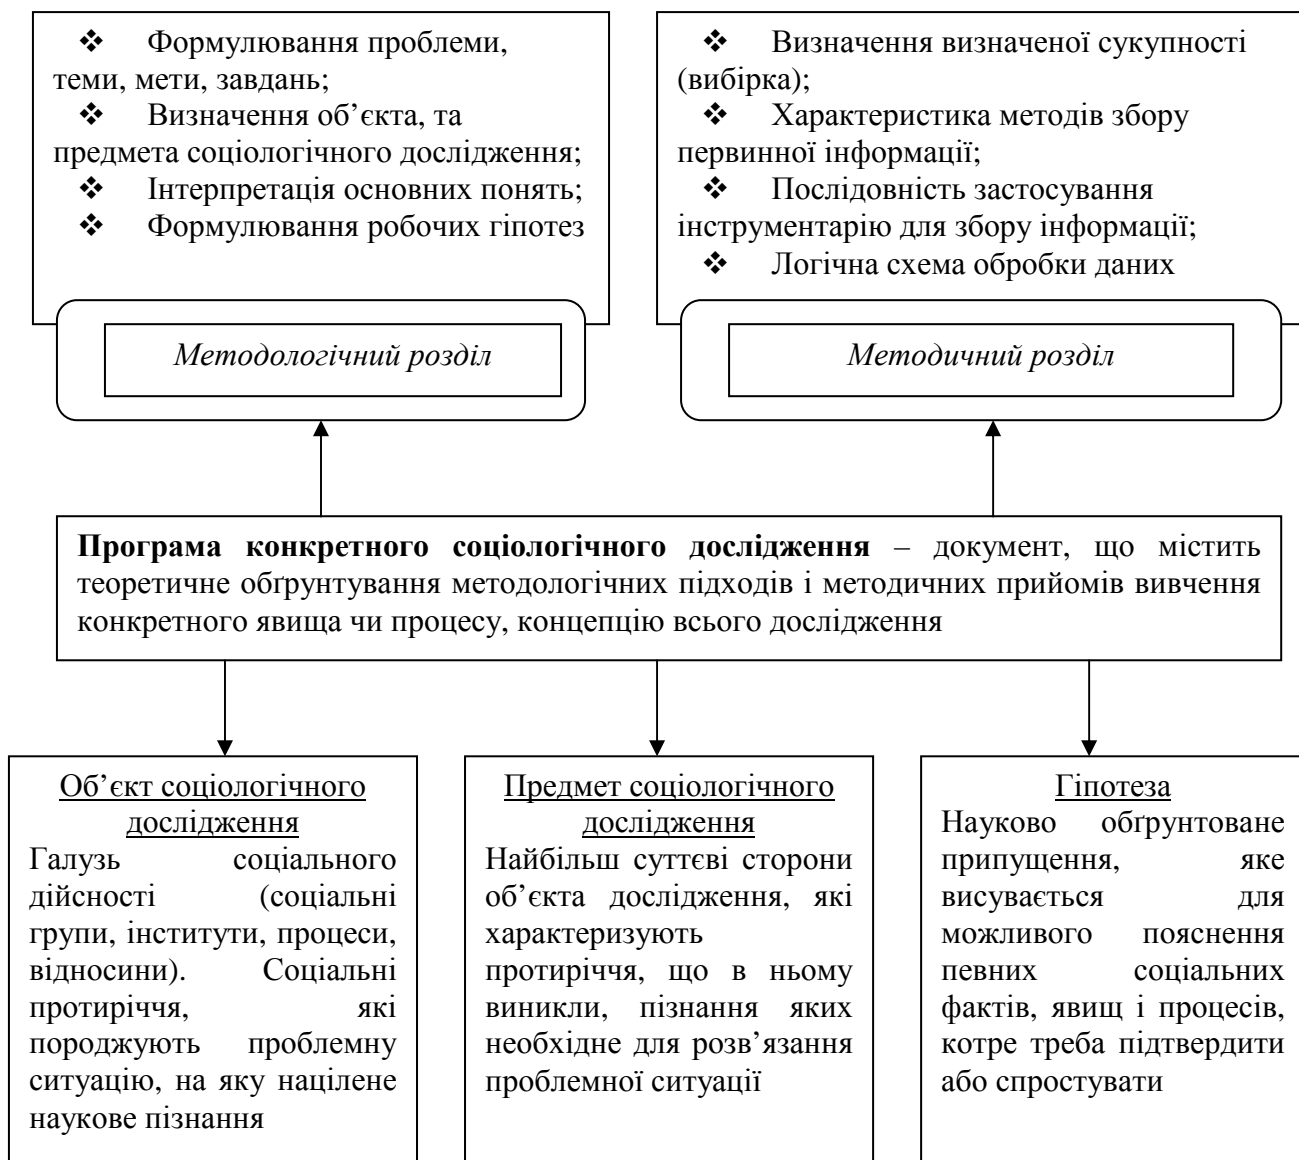 ❖ Формулювання проблеми,
теми, мети, завдань;
❖ Визначення об’єкта, та
предмета соціологічного дослідження;
❖ Інтерпретація основних понять;
❖ Формулювання робочих гіпотез
Методологічний розділ
❖ Визначення визначеної сукупності
(вибірка);
❖ Характеристика методів збору
первинної інформації;
❖ Послідовність застосування
інструментарію для збору інформації;
❖ Логічна схема обробки даних
Методичний розділ
Програма конкретного соціологічного дослідження – документ, що містить
теоретичне обґрунтування методологічних підходів і методичних прийомів вивчення
конкретного явища чи процесу, концепцію всього дослідження
Об’єкт соціологічного
дослідження
Галузь соціального
дійсності (соціальні
групи, інститути, процеси,
відносини). Соціальні
протиріччя, які
породжують проблемну
ситуацію, на яку націлене
наукове пізнання
Предмет соціологічного
дослідження
Найбільш суттєві сторони
об’єкта дослідження, які
характеризують
протиріччя, що в ньому
виникли, пізнання яких
необхідне для розв’язання
проблемної ситуації
Гіпотеза
Науково обґрунтоване
припущення, яке
висувається для
можливого пояснення
певних соціальних
фактів, явищ і процесів,
котре треба підтвердити
або спростувати